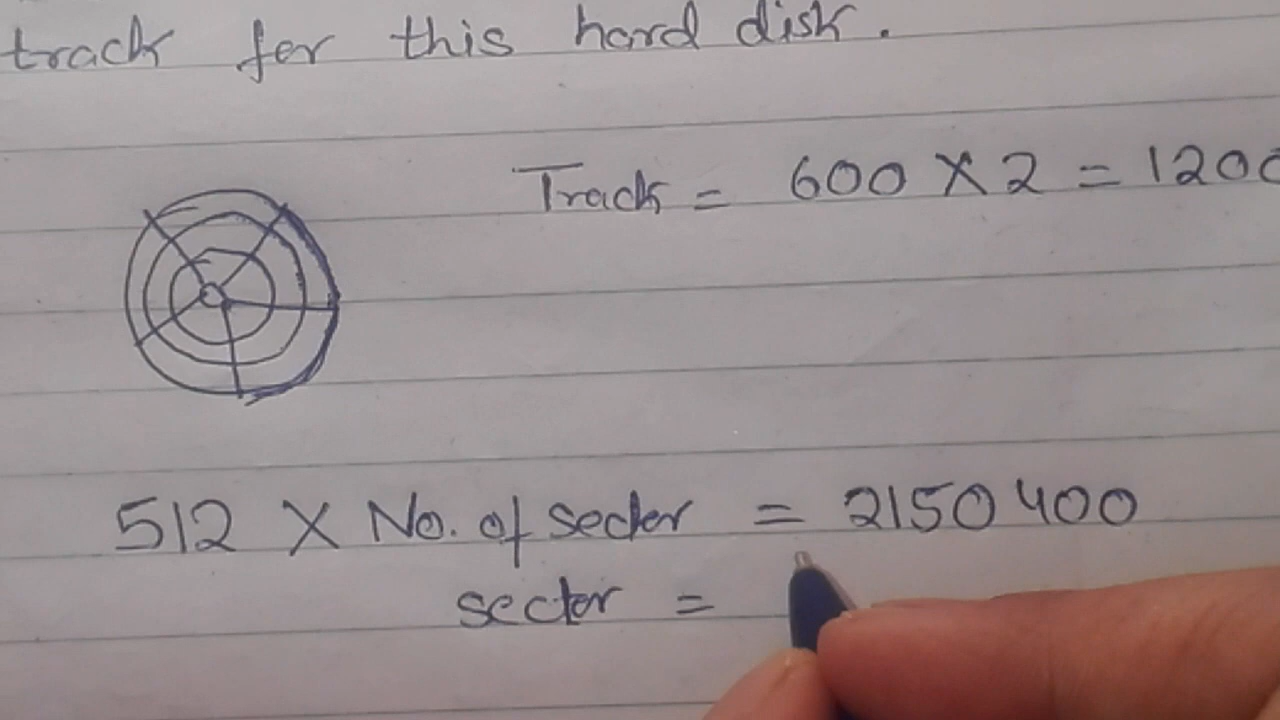 track for this hard disk.
Track = 600 X 2 = 1200
512 X No. of sector = 2150400
sector =